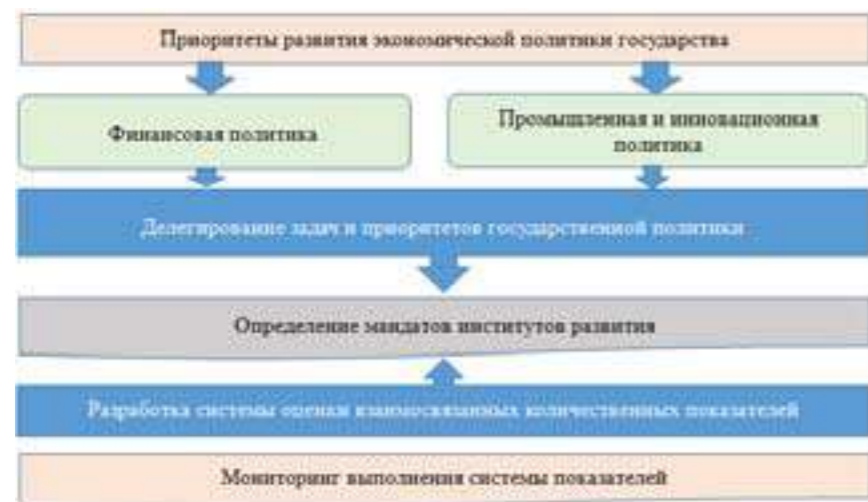 Приоритеты развития экономической политики государства
Финансовая политика
Промышленная и инновационная
политика
Делегирование задач и приоритетов государственной политики
Определение мандатов институтов развития
Разработка системы оценки взаимосвязанных количественных показателей
Мониторинг выполнения системы показателей